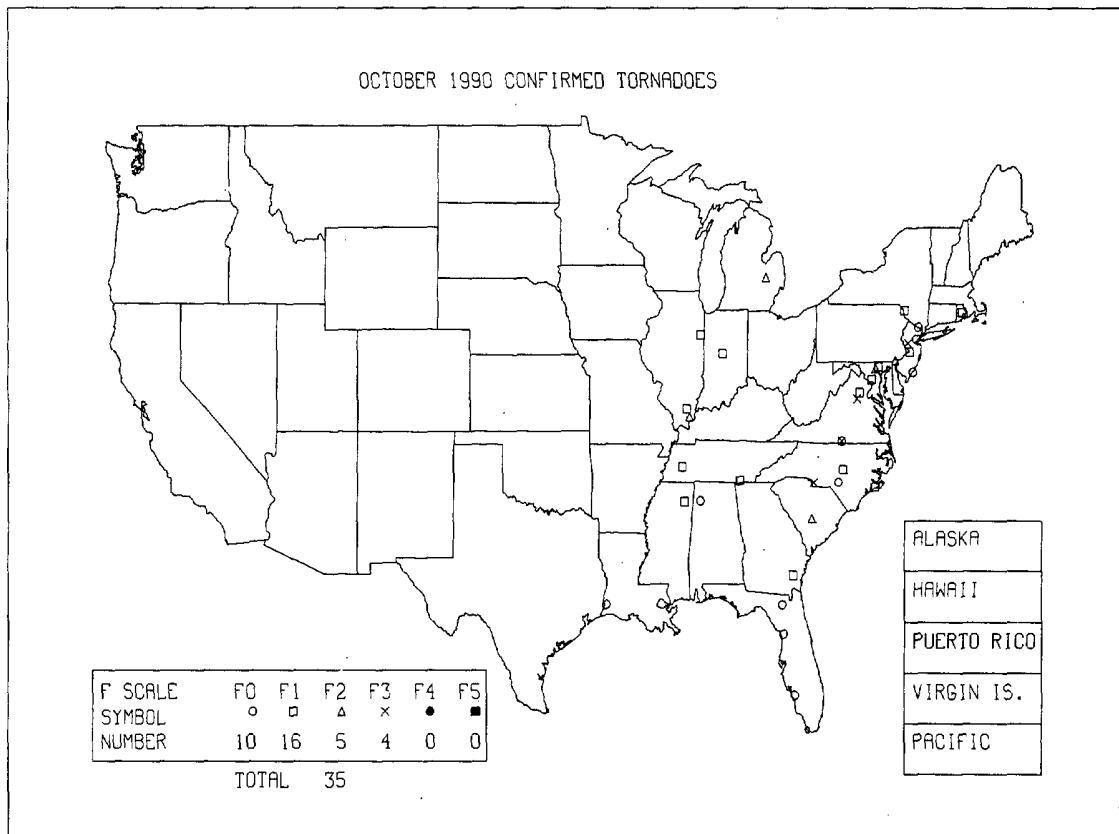 OCTOBER 1990 CONFIRMED TORNADOES
ALASKA
HAWAII
PUERTO RICO
VIRGIN IS.
PACIFIC
F SCALE F0 F1 F2 F3 F4 F5
SYMBOL ○ □ △ × ● ■
NUMBER 10 16 5 4 0 0
TOTAL 35